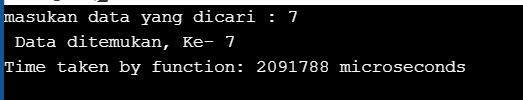 masukan data yang dicari : 7
Data ditemukan, Ke- 7
Time taken by function: 2091788 microseconds